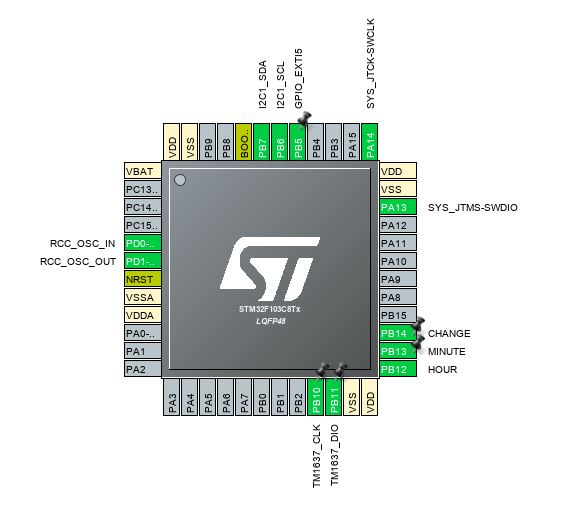 I2C1_SDA
I2C1_SCL
GPIO_EXTI5
SYS_JTCK-SWCLK
VDD
VSS
PB9
PB8
BOO..
PB7
PB6
PB5
PB4
PB3
PA15
PA14
VBAT
PC13..
PC14..
PC15..
RCC_OSC_IN PD0-..
RCC_OSC_OUT PD1-..
NRST
VSSA
VDDA
PA0-..
PA1
PA2
ST
STM32F103C8Tx
LQFP48
VDD
VSS
PA13 SYS_JTMS-SWDIO
PA12
PA11
PA10
PA9
PA8
PB15
PB14 CHANGE
PB13 MINUTE
PB12 HOUR
PA3
PA4
PA5
PA6
PA7
PB0
PB1
PB2
PB10
PB11
VSS
VDD
TM1637_CLK
TM1637_DIO